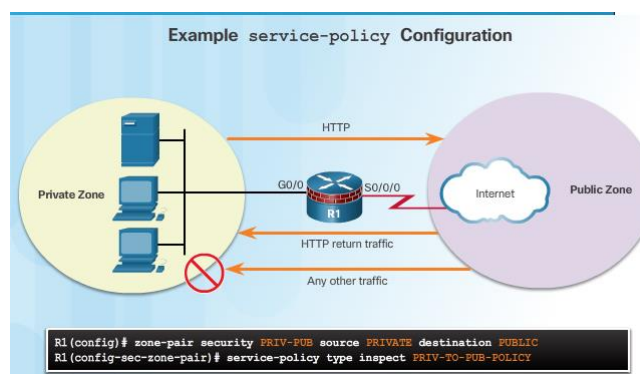 Example service-policy Configuration
HTTP
Private Zone
G0/0
S0/0/0
R1
Internet
Public Zone
HTTP return traffic
Any other traffic
R1(config)# zone-pair security PRIV-PUB source PRIVATE destination PUBLIC
R1(config-sec-zone-pair)# service-policy type inspect PRIV-TO-PUB-POLICY